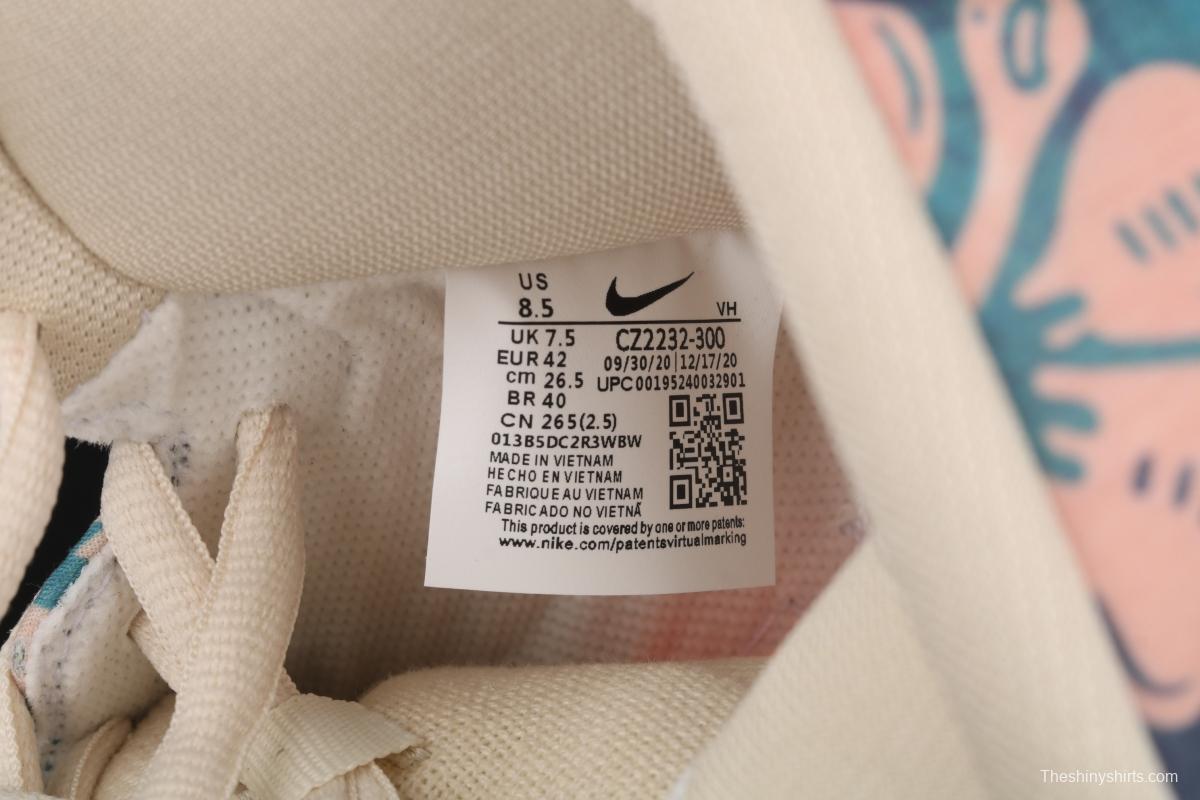 US
8.5
VH
UK 7.5
EUR 42
cm 26.5
BR 40
CN 265(2.5)
CZ2232-300
09/30/20 | 12/17/20
UPC00195240032901
013B5DC2R3WBW
MADE IN VIETNAM
HECHO EN VIETNAM
FABRIQUE AU VIETNAM
FABRICADO NO VIETNÃ
This product is covered by one or more patents:
www.nike.com/patentsvirtualmarking
Theshinyshirts.com